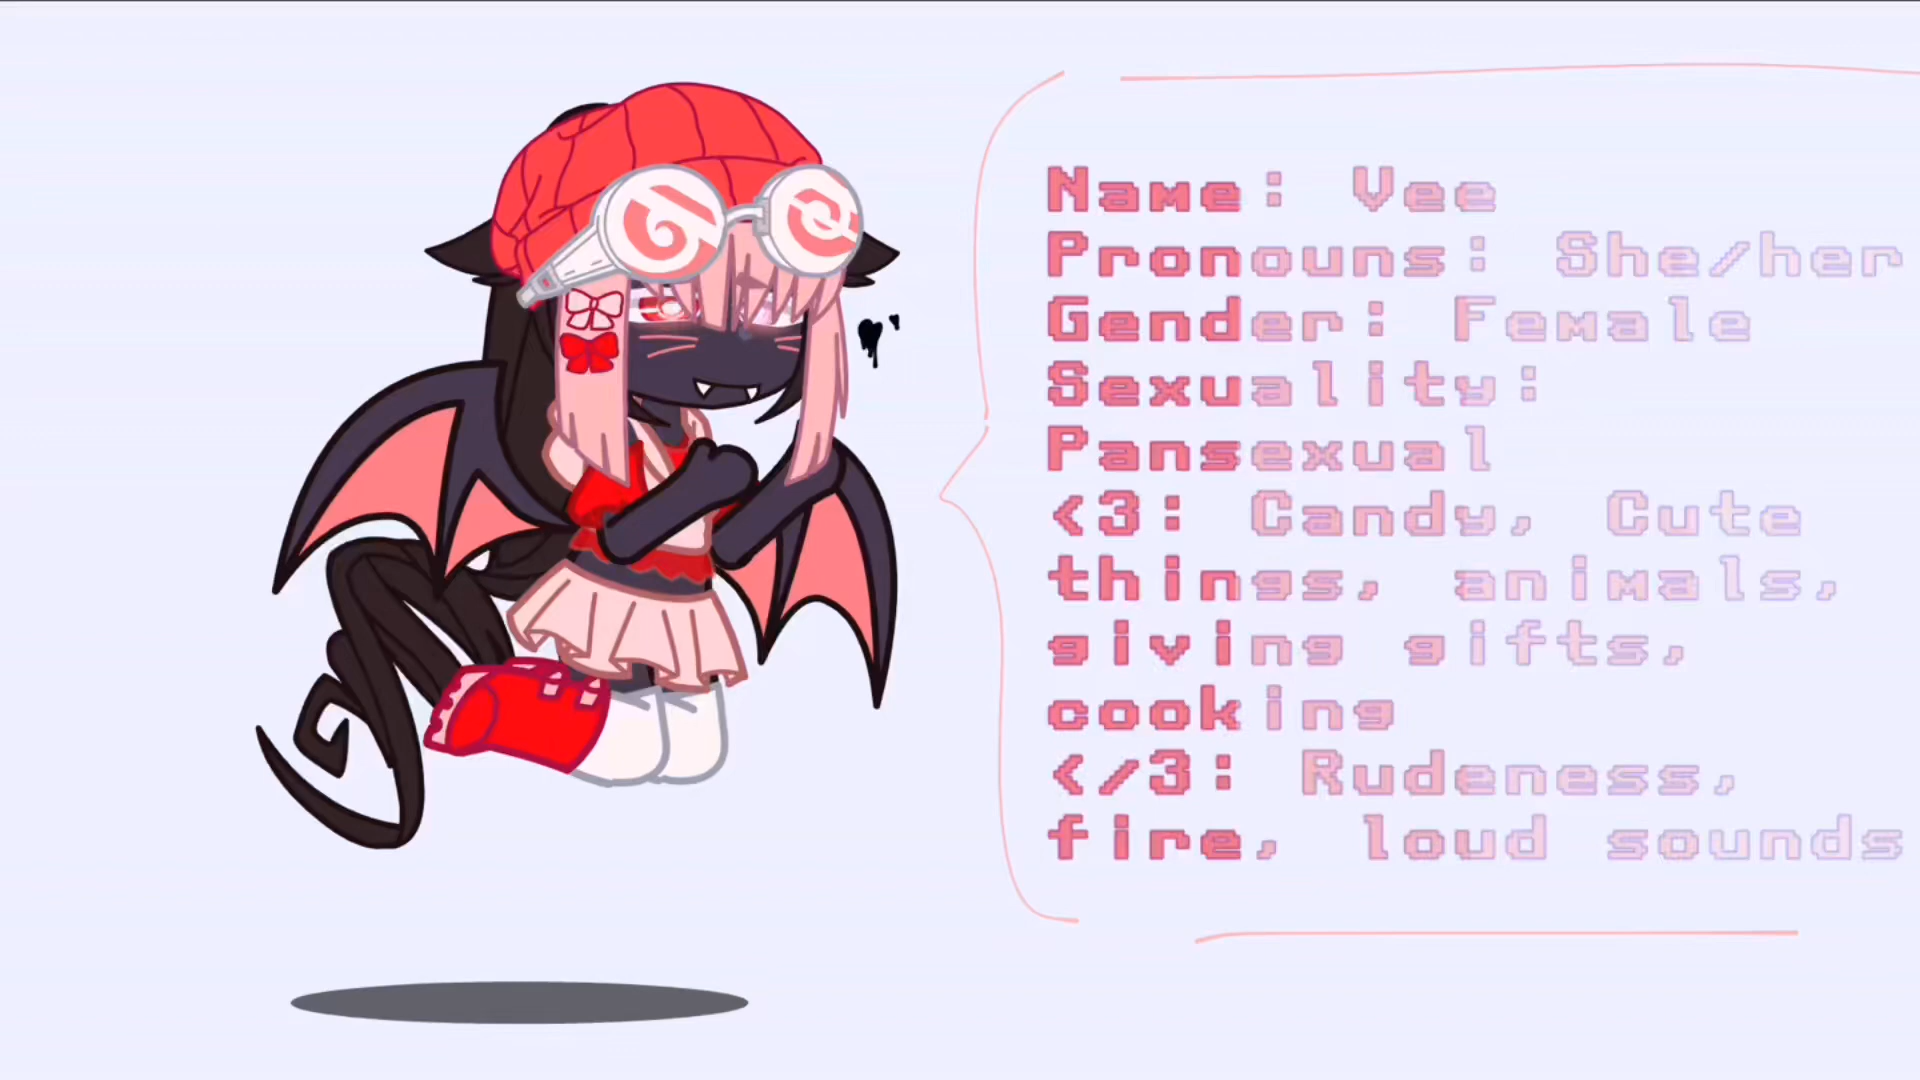 Name: Vee
Pronouns: She/her
Gender: Female
Sexuality:
Pansexual
<3: Candy, Cute
things, animals,
giving gifts,
cooking
</3: Rudeness,
fire, loud sounds